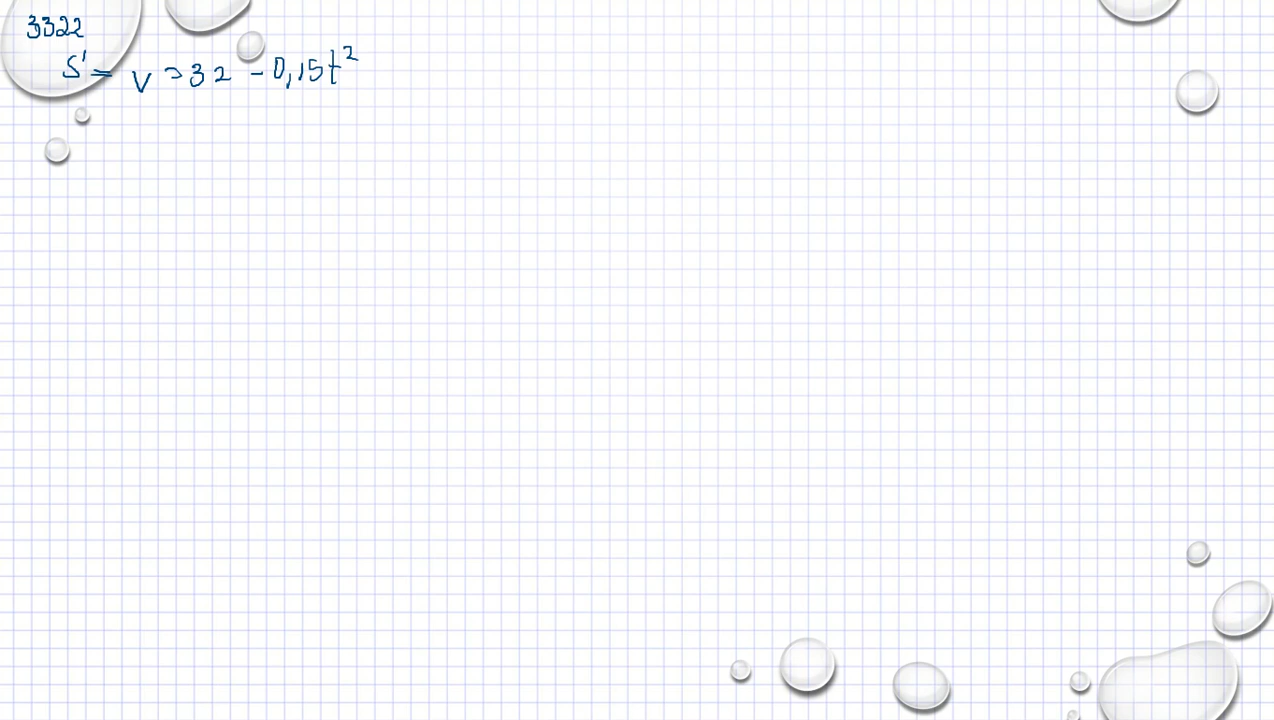 3322
S' = v = 32 - 0,15t²